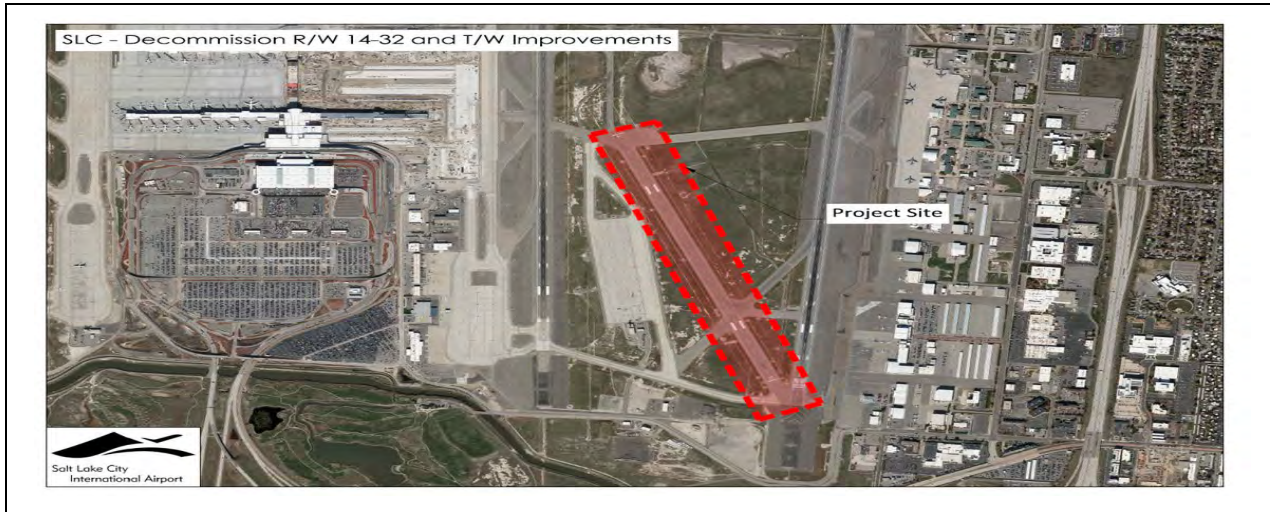 SLC - Decommission R/W 14-32 and T/W Improvements
Project Site
Salt Lake City
International Airport